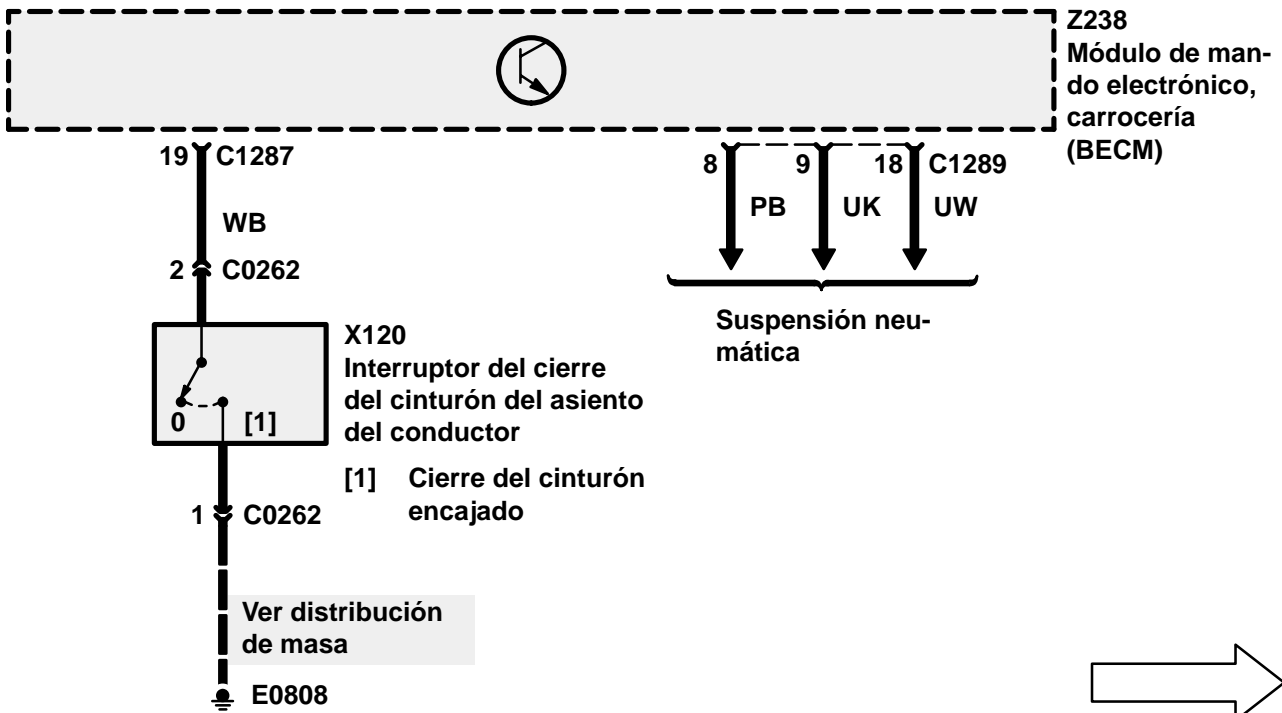 Z238
Módulo de man-
do electrónico,
carrocería
(BECM)
19 C1287
8 9 18 C1289
WB
PB UK UW
2 C0262
Suspensión neu-
mática
X120
Interruptor del cierre
del cinturón del asiento
del conductor
0 [1]
[1] Cierre del cinturón
encajado
1 C0262
Ver distribución
de masa
E0808